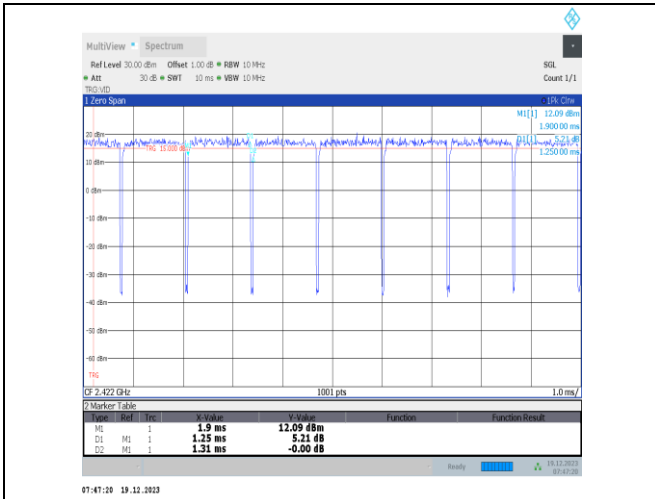 MultiView Spectrum
Ref Level 30.00 dBm Offset 1.00 dB RBW 10 MHz SGL
Att 30 dB SWT 10 ms VBW 10 MHz Count 1/1
TRG:VID
1 Zero Span 1Pk Clrw
M1[1] 12.09 dBm
1.90000 ms
20 dBm
D1[1] 5.21 dB
TRG 15.000 dBm
1.25000 ms
10 dBm
0 dBm
-10 dBm
-20 dBm
-30 dBm
-40 dBm
-50 dBm
-60 dBm
TRG
CF 2.422 GHz 1001 pts 1.0 ms/
2 Marker Table
Type Ref Trc X-Value Y-Value Function Function Result
M1 1 1.9 ms 12.09 dBm
D1 M1 1 1.25 ms 5.21 dB
D2 M1 1 1.31 ms -0.00 dB
Ready 19.12.2023
07:47:20
07:47:20 19.12.2023